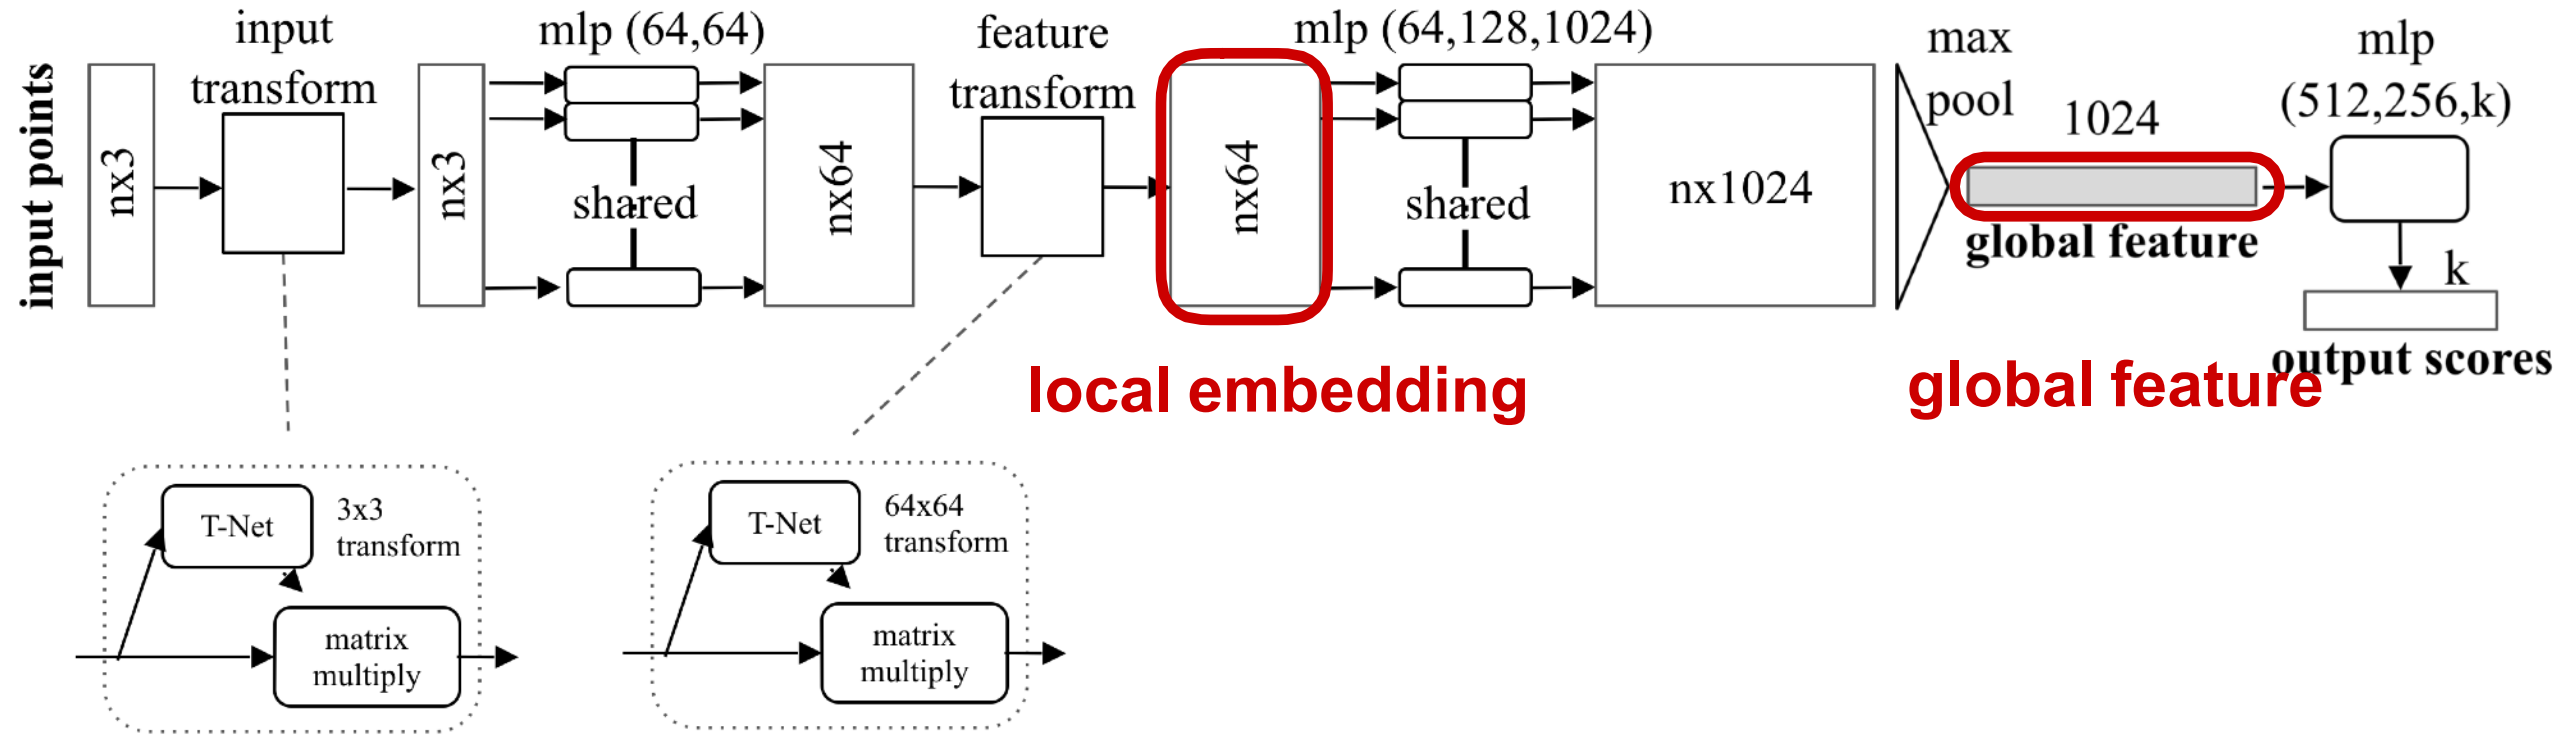 input points
nx3
input
transform
nx3
mlp (64,64)
shared
nx64
feature
transform
nx64
mlp (64,128,1024)
shared
nx1024
max
pool
1024
global feature
mlp
(512,256,k)
k
output scores
local embedding
global feature
T-Net
3x3
transform
matrix
multiply
T-Net
64x64
transform
matrix
multiply